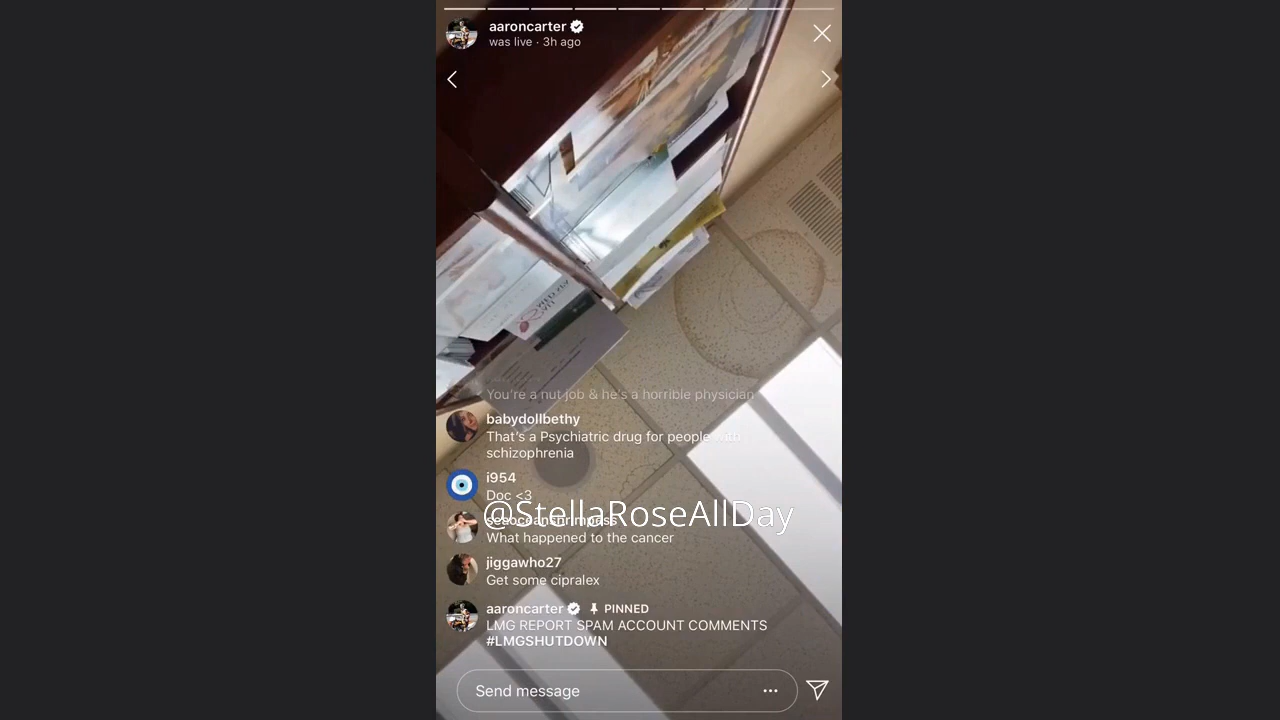 aaroncarter
was live · 3h ago
You're a nut job & he's a horrible physician
babydollbethy
That's a Psychiatric drug for people with
schizophrenia
i954
Doc <3
@StellaRoseAllDay
What happened to the cancer
jiggawho27
Get some cipralex
aaroncarter PINNED
LMG REPORT SPAM ACCOUNT COMMENTS
#LMGSHUTDOWN
Send message